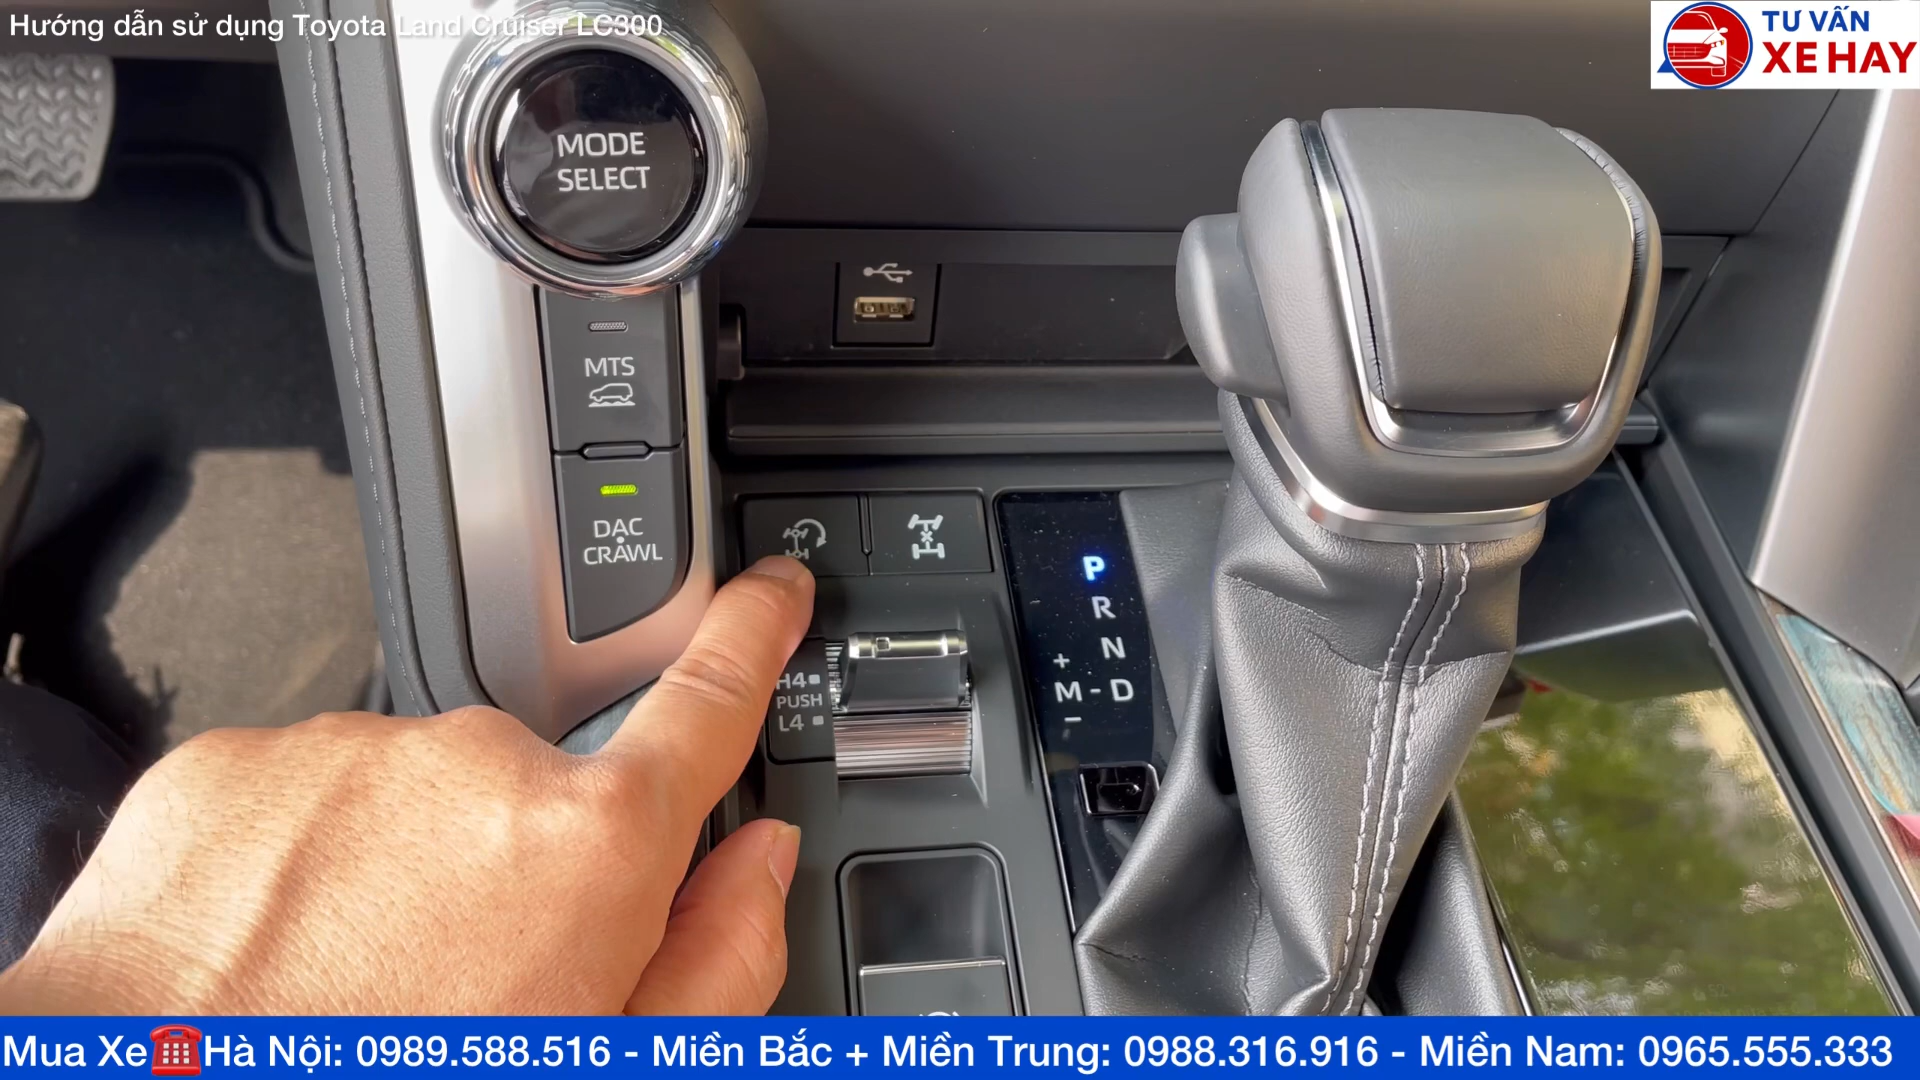 Hướng dẫn sử dụng Toyota Land Cruiser LC300
TƯ VẤN
XE HAY
MODE
SELECT
MTS
DAC
CRAWL
H4
PUSH
L4
P
R
N
+
M - D
−
Mua Xe☎️Hà Nội: 0989.588.516 - Miền Bắc + Miền Trung: 0988.316.916 - Miền Nam: 0965.555.333